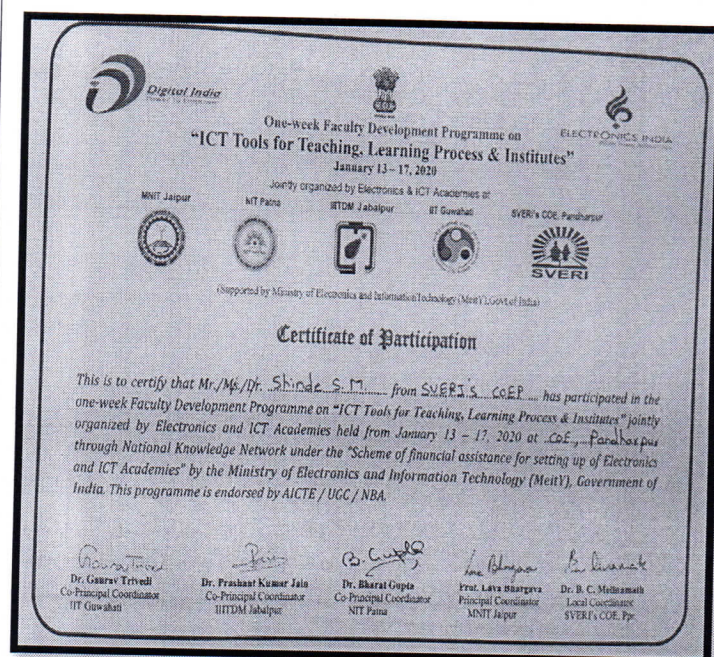 Digital India
Power To Empower
ELECTRONICS INDIA
One-week Faculty Development Programme on
“ICT Tools for Teaching, Learning Process & Institutes”
January 13 – 17, 2020
Jointly organized by Electronics & ICT Academies at
MNIT Jaipur NIT Patna IIITDM Jabalpur IIT Guwahati SVERI's COE, Pandharpur
SVERI
(Supported by Ministry of Electronics and Information Technology (MeitY), Govt of India)
Certificate of Participation
This is to certify that Mr./Ms./Dr. Shinde S.M. from SVERI's COEP has participated in the
one-week Faculty Development Programme on “ICT Tools for Teaching, Learning Process & Institutes” jointly
organized by Electronics and ICT Academies held from January 13 – 17, 2020 at COE, Pandharpur
through National Knowledge Network under the “Scheme of financial assistance for setting up of Electronics
and ICT Academies” by the Ministry of Electronics and Information Technology (MeitY), Government of
India. This programme is endorsed by AICTE / UGC / NBA.
B. Gupta
Dr. Gaurav Trivedi Dr. Prashant Kumar Jain Dr. Bharat Gupta Prof. Lava Bhargava Dr. B. C. Melinamath
Co-Principal Coordinator Co-Principal Coordinator Co-Principal Coordinator Principal Coordinator Local Coordinator
IIT Guwahati IIITDM Jabalpur NIT Patna MNIT Jaipur SVERI's COE, Ppr.